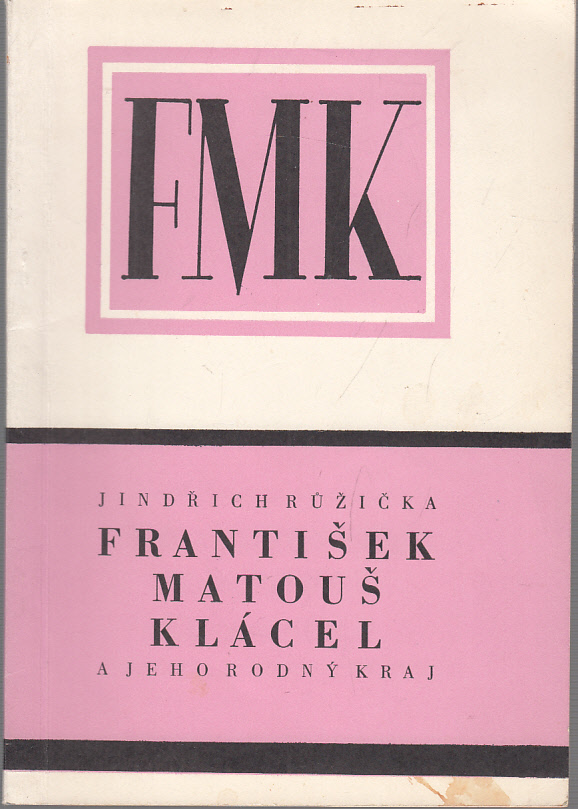 FMK
JINDŘICH RŮŽIČKA
FRANTIŠEK
MATOUŠ
KLÁCEL
A JEHO RODNÝ KRAJ